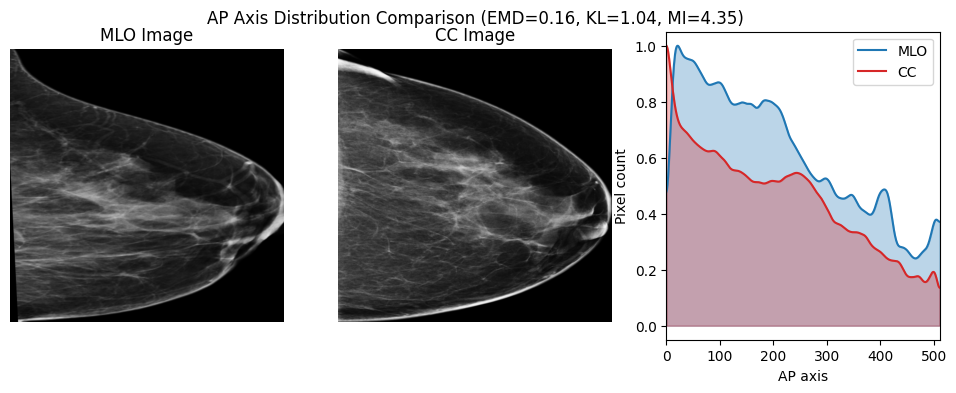 AP Axis Distribution Comparison (EMD=0.16, KL=1.04, MI=4.35)
MLO Image
CC Image
MLO
CC
Pixel count
1.0
0.8
0.6
0.4
0.2
0.0
0 100 200 300 400 500
AP axis